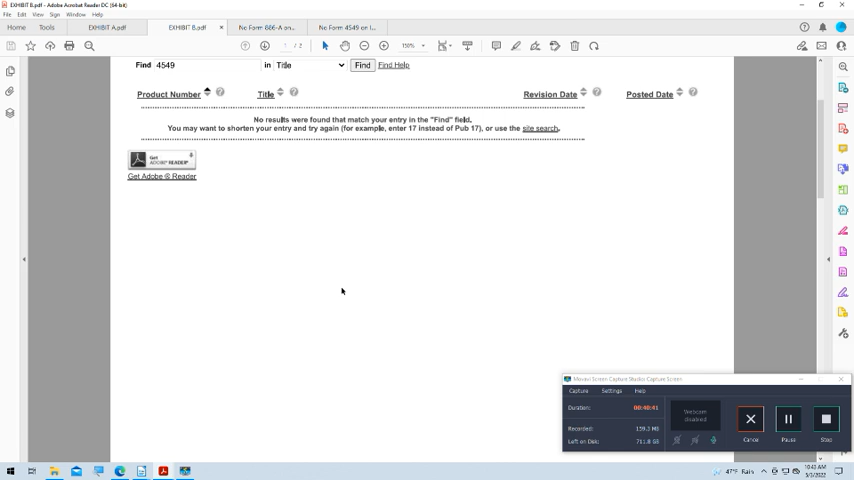 EXHIBIT B.pdf - Adobe Acrobat Reader DC (64-bit)
File Edit View Sign Window Help
Home Tools EXHIBIT A.pdf EXHIBIT B.pdf × No Form 886-A on... No Form 4549 on I...
1 / 2 150%
Find 4549 in Title Find Find Help
Product Number Title Revision Date Posted Date
No results were found that match your entry in the "Find" field.
You may want to shorten your entry and try again (for example, enter 17 instead of Pub 17), or use the site search.
Get ADOBE® READER®
Get Adobe ® Reader
Movavi Screen Capture Studio: Capture Screen
Capture Settings Help
Duration: 00:40:41
Webcam disabled
Recorded: 159.3 MB
Left on Disk: 711.8 GB
Cancel Pause Stop
47°F Rain 10:43 AM
5/3/2022